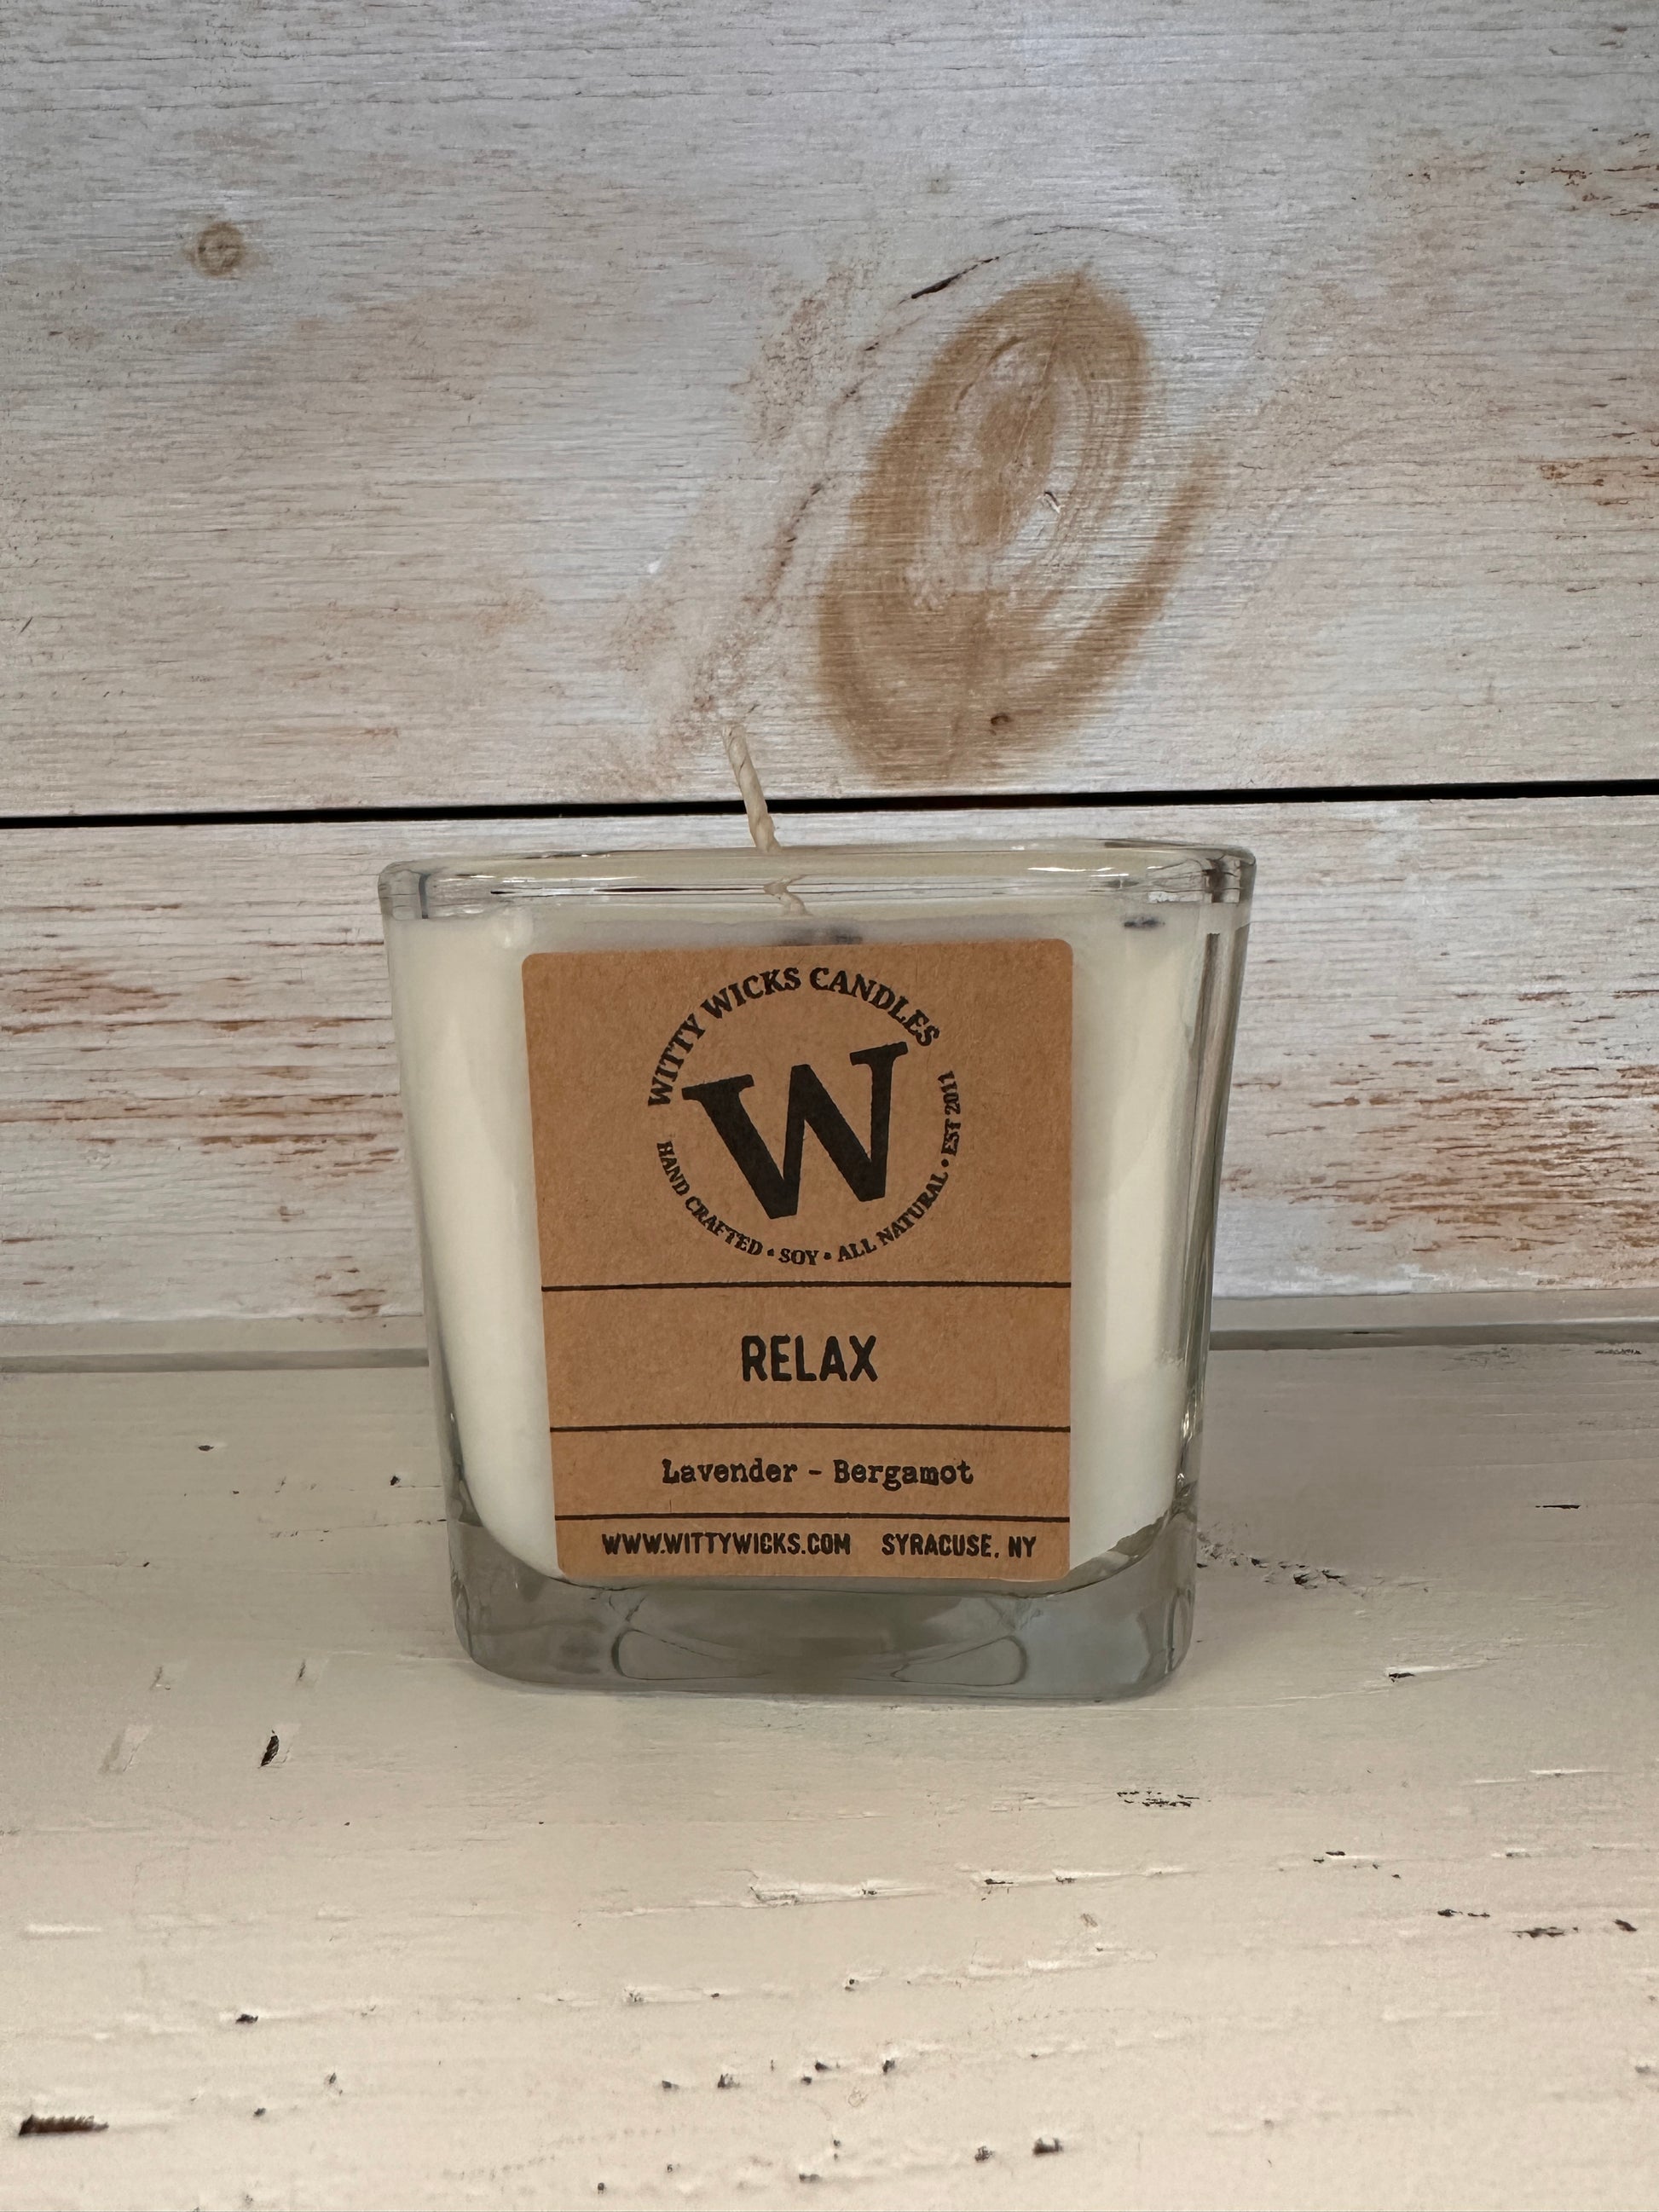 WITTY WICKS CANDLES
W
HAND CRAFTED • SOY • ALL NATURAL • EST 2011
RELAX
Lavender - Bergamot
WWW.WITTYWICKS.COM SYRACUSE, NY